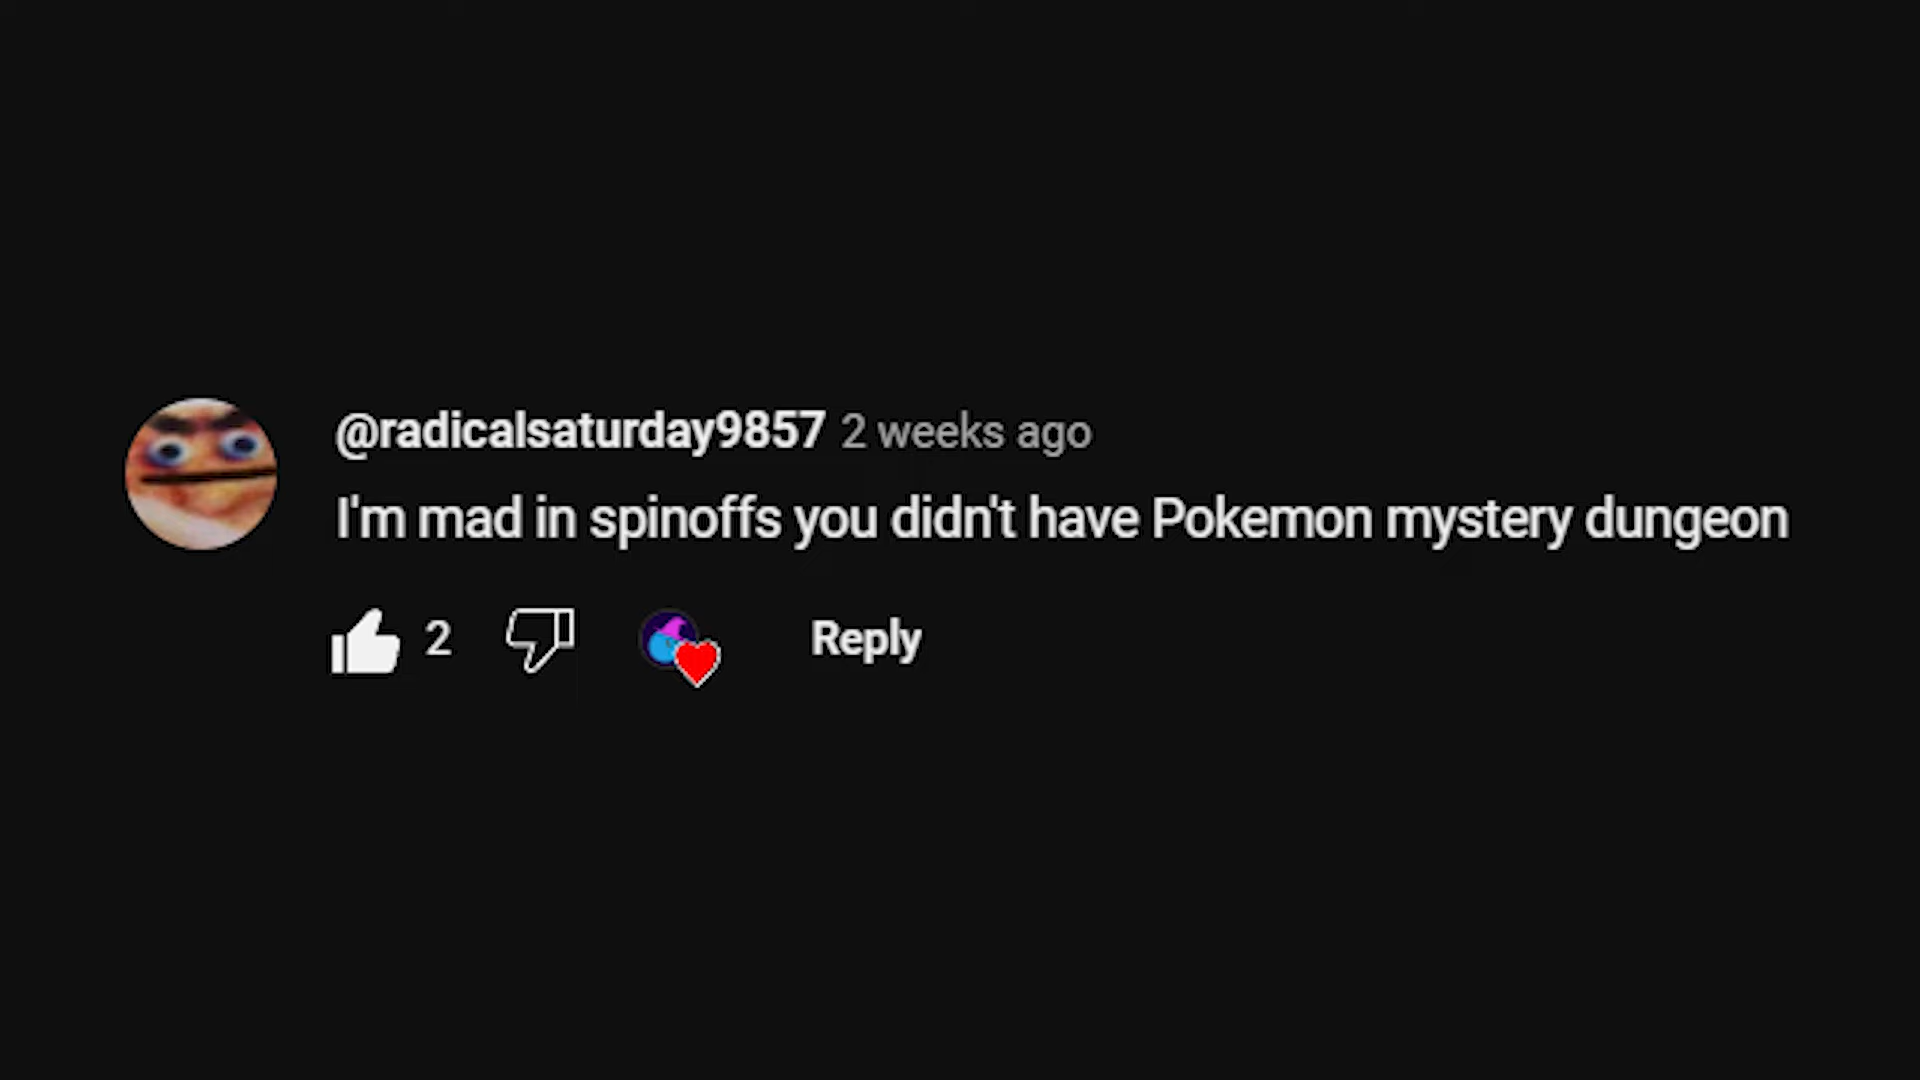 @radicalsaturday9857 2 weeks ago
I'm mad in spinoffs you didn't have Pokemon mystery dungeon
2 Reply